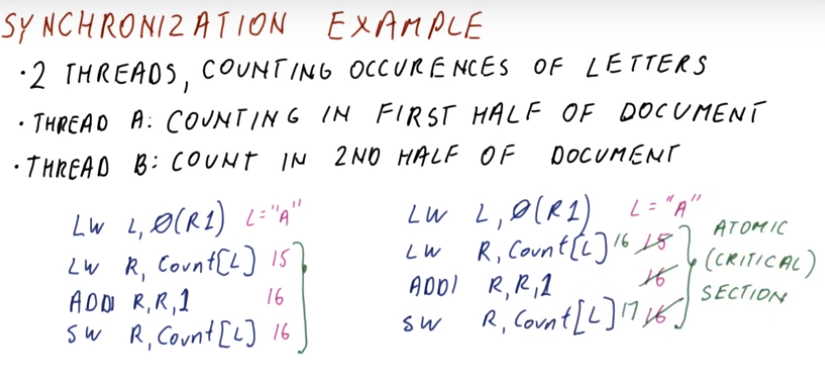 SYNCHRONIZATION EXAMPLE
• 2 THREADS, COUNTING OCCURENCES OF LETTERS
• THREAD A: COUNTING IN FIRST HALF OF DOCUMENT
• THREAD B: COUNT IN 2ND HALF OF DOCUMENT
LW L, Ø(R1) L="A"
LW R, Count[L] 15
ADDI R,R,1 16
SW R, Count[L] 16
LW L, Ø(R1) L="A"
LW R, Count[L] 16 15
ADDI R,R,1 16
SW R, Count[L] 17 16
ATOMIC
(CRITICAL)
SECTION